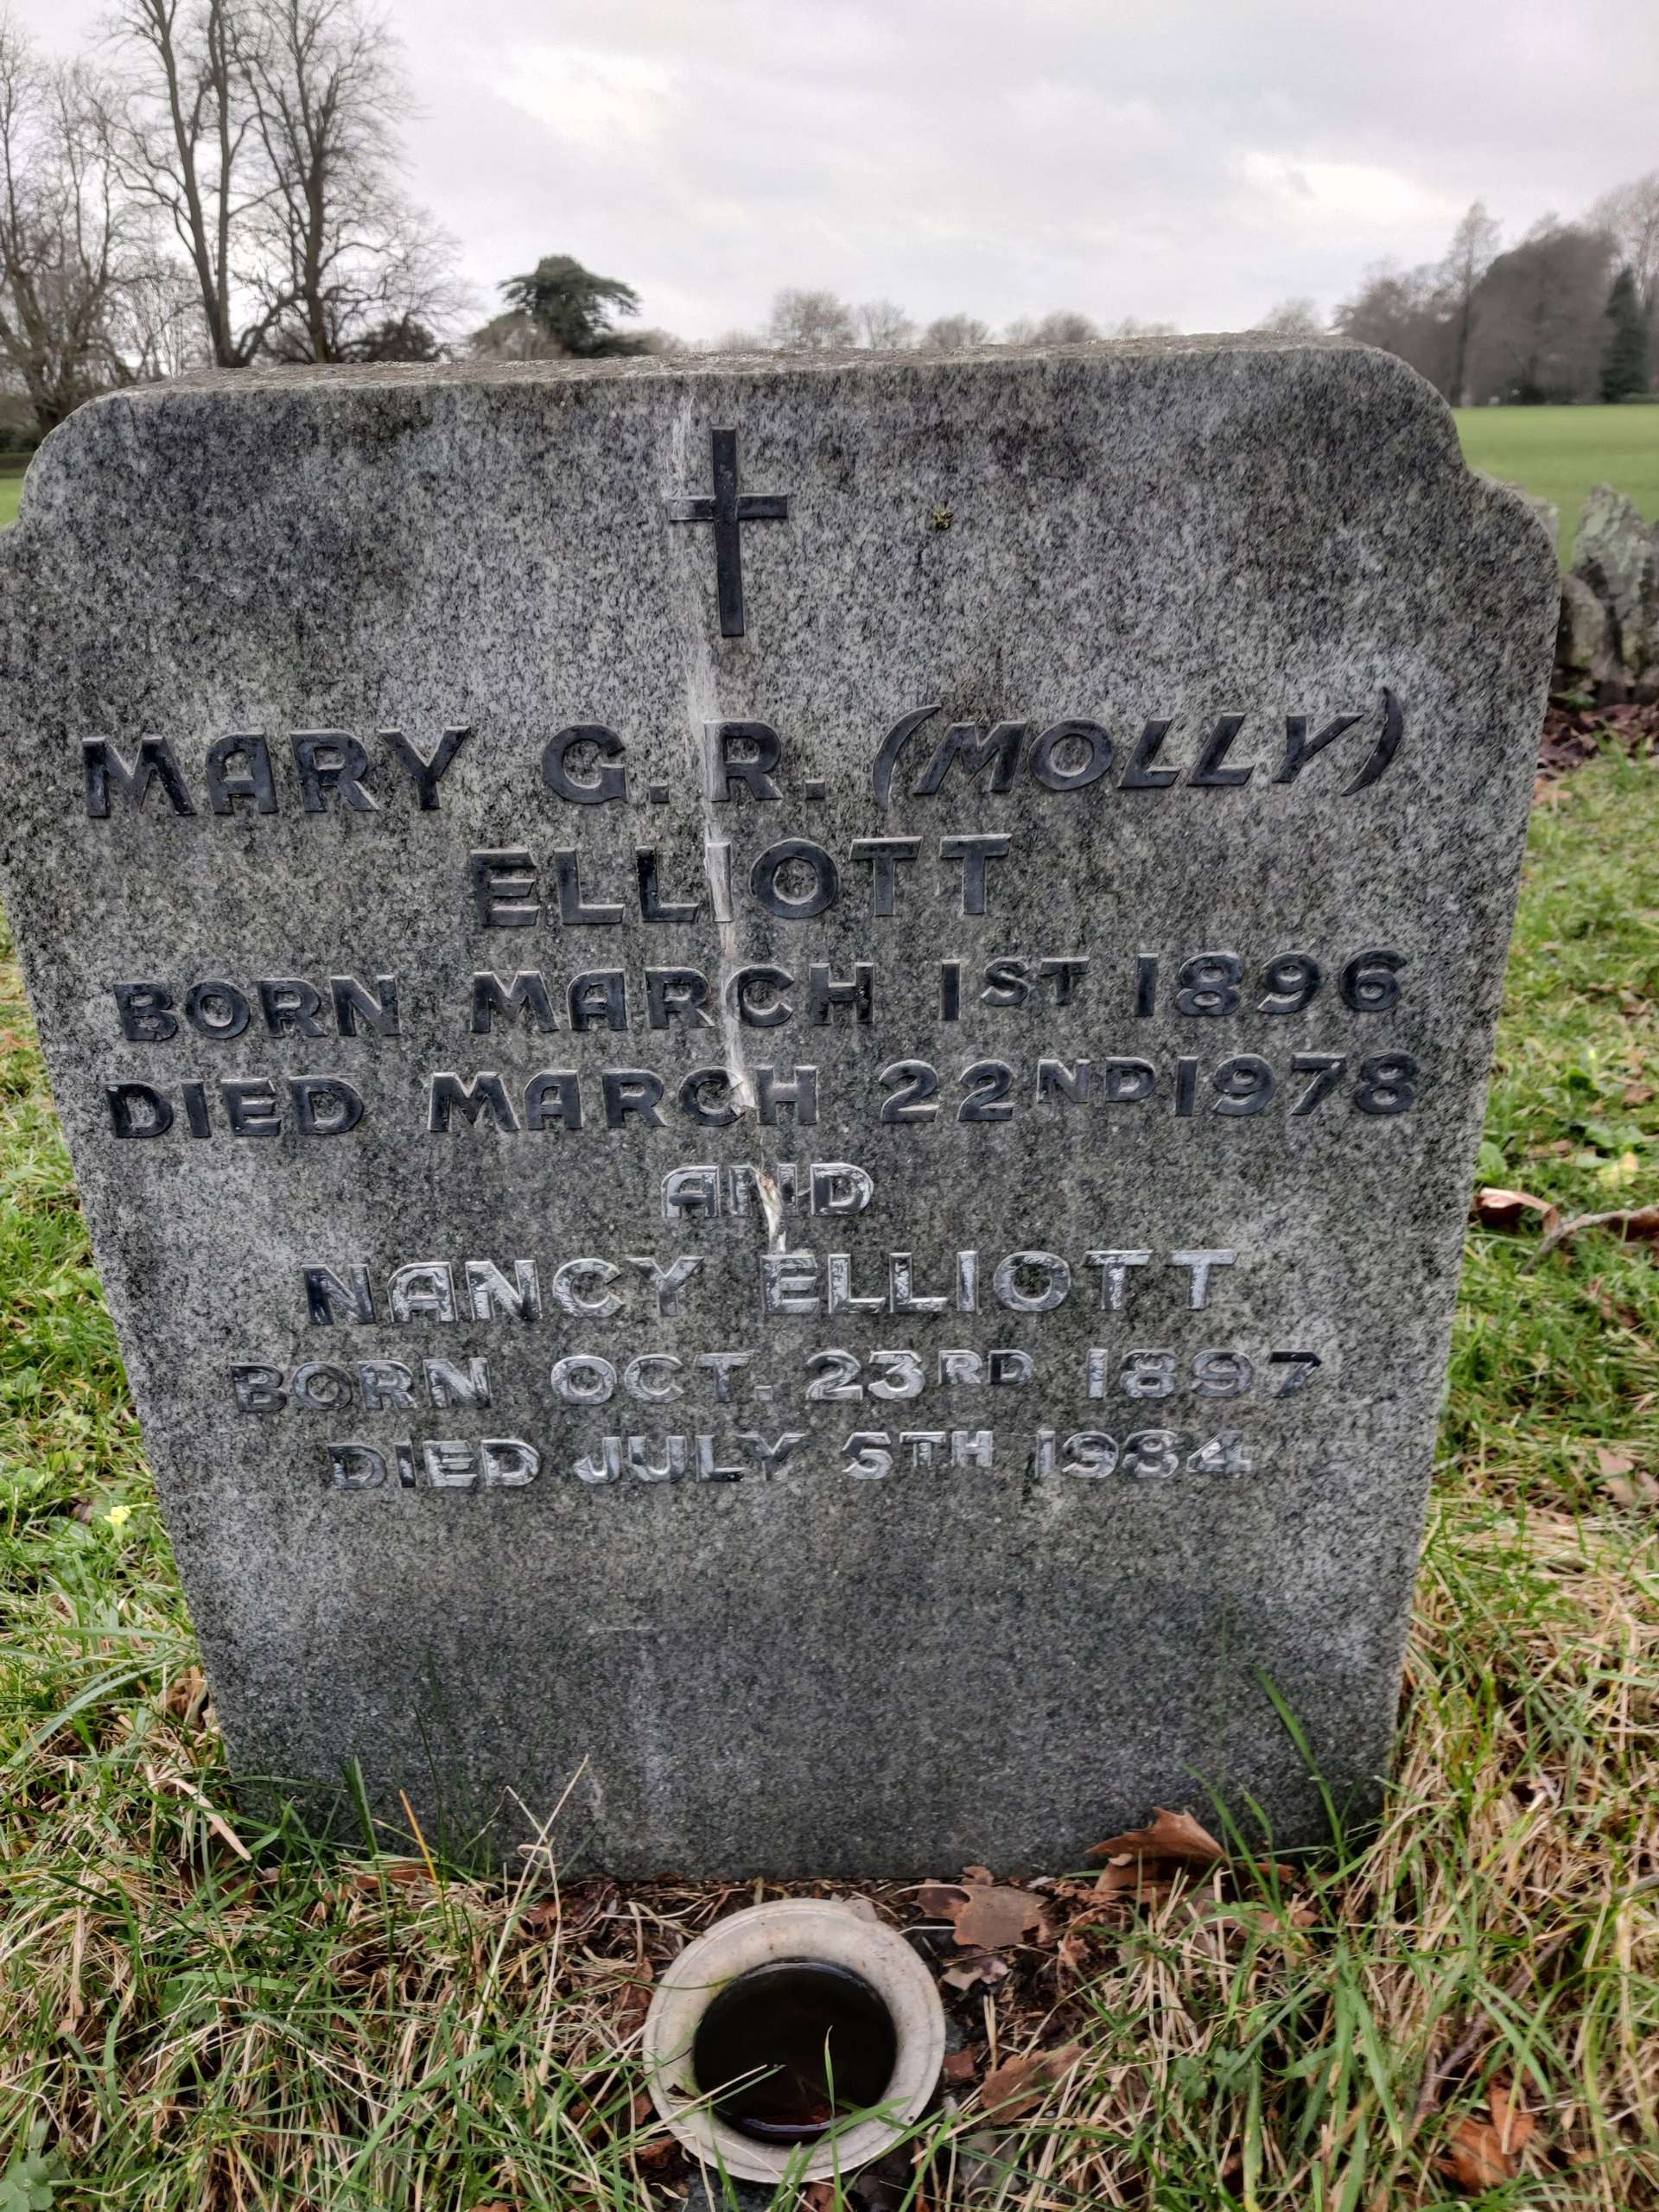 MARY G. R. (MOLLY)
ELLIOTT
BORN MARCH 1ST 1896
DIED MARCH 22ND 1978
AND
NANCY ELLIOTT
BORN OCT. 23RD 1897
DIED JULY 5TH 1984